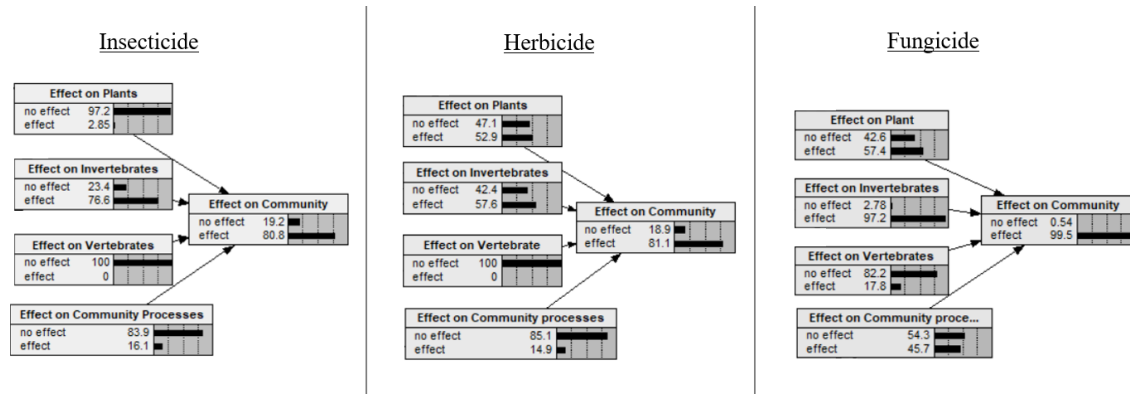 Insecticide
Effect on Plants
no effect 97.2
effect 2.85
Effect on Invertebrates
no effect 23.4
effect 76.6
Effect on Vertebrates
no effect 100
effect 0
Effect on Community Processes
no effect 83.9
effect 16.1
Effect on Community
no effect 19.2
effect 80.8
Herbicide
Effect on Plants
no effect 47.1
effect 52.9
Effect on Invertebrates
no effect 42.4
effect 57.6
Effect on Vertebrate
no effect 100
effect 0
Effect on Community processes
no effect 85.1
effect 14.9
Effect on Community
no effect 18.9
effect 81.1
Fungicide
Effect on Plant
no effect 42.6
effect 57.4
Effect on Invertebrates
no effect 2.78
effect 97.2
Effect on Vertebrates
no effect 82.2
effect 17.8
Effect on Community proce...
no effect 54.3
effect 45.7
Effect on Community
no effect 0.54
effect 99.5